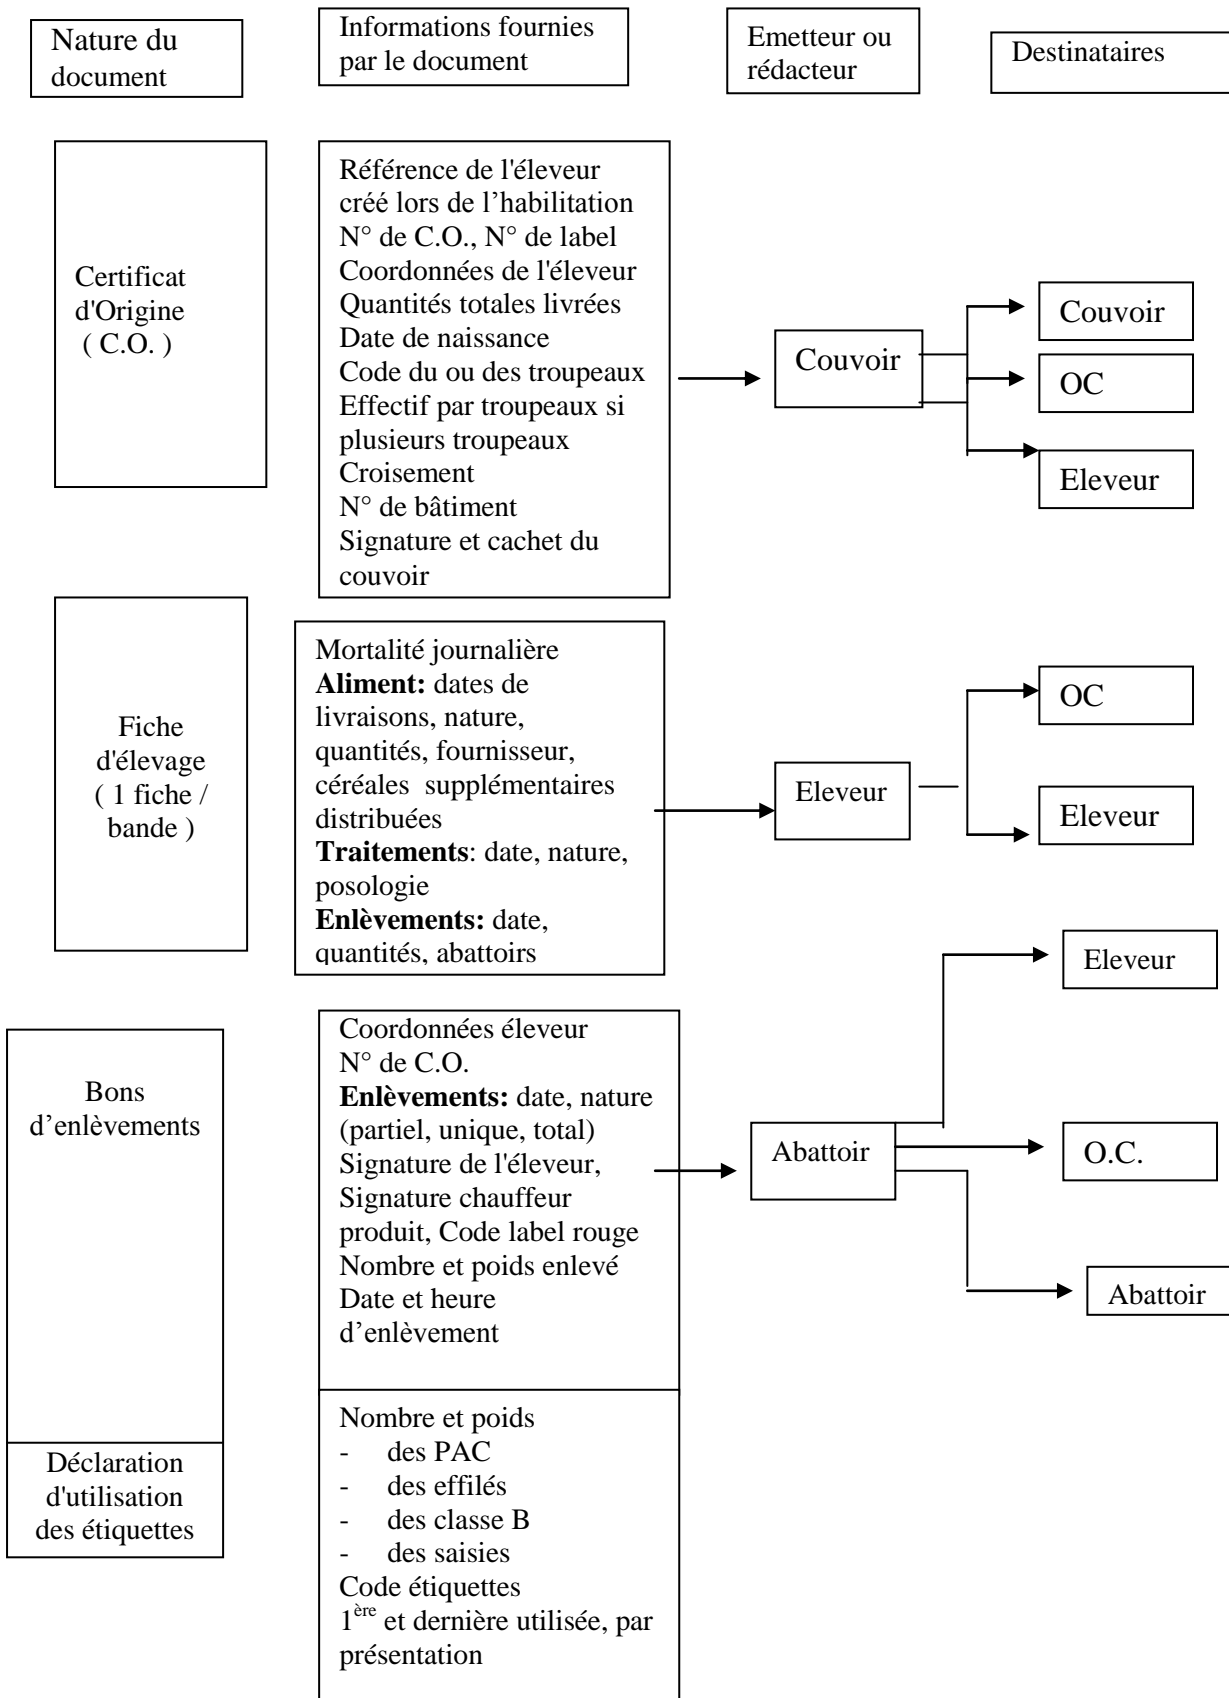 Nature du
document
Informations fournies
par le document
Emetteur ou
rédacteur
Destinataires
Certificat
d'Origine
( C.O. )
Référence de l'éleveur
créé lors de l’habilitation
N° de C.O., N° de label
Coordonnées de l'éleveur
Quantités totales livrées
Date de naissance
Code du ou des troupeaux
Effectif par troupeaux si
plusieurs troupeaux
Croisement
N° de bâtiment
Signature et cachet du
couvoir
Couvoir
Couvoir
OC
Eleveur
Fiche
d'élevage
( 1 fiche /
bande )
Mortalité journalière
Aliment: dates de
livraisons, nature,
quantités, fournisseur,
céréales supplémentaires
distribuées
Traitements: date, nature,
posologie
Enlèvements: date,
quantités, abattoirs
Eleveur
OC
Eleveur
Bons
d’enlèvements
Coordonnées éleveur
N° de C.O.
Enlèvements: date, nature
(partiel, unique, total)
Signature de l'éleveur,
Signature chauffeur
produit, Code label rouge
Nombre et poids enlevé
Date et heure
d’enlèvement
Abattoir
Eleveur
O.C.
Abattoir
Déclaration
d'utilisation
des étiquettes
Nombre et poids
- des PAC
- des effilés
- des classe B
- des saisies
Code étiquettes
1ère et dernière utilisée, par
présentation